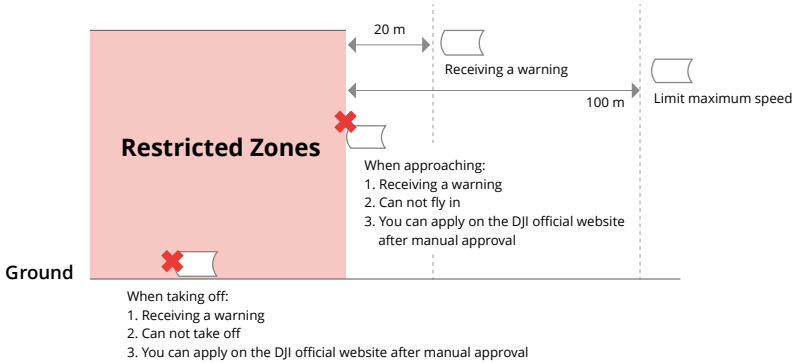 20 m
Receiving a warning
100 m
Limit maximum speed
Restricted Zones
When approaching:
1. Receiving a warning
2. Can not fly in
3. You can apply on the DJI official website
after manual approval
Ground
When taking off:
1. Receiving a warning
2. Can not take off
3. You can apply on the DJI official website after manual approval